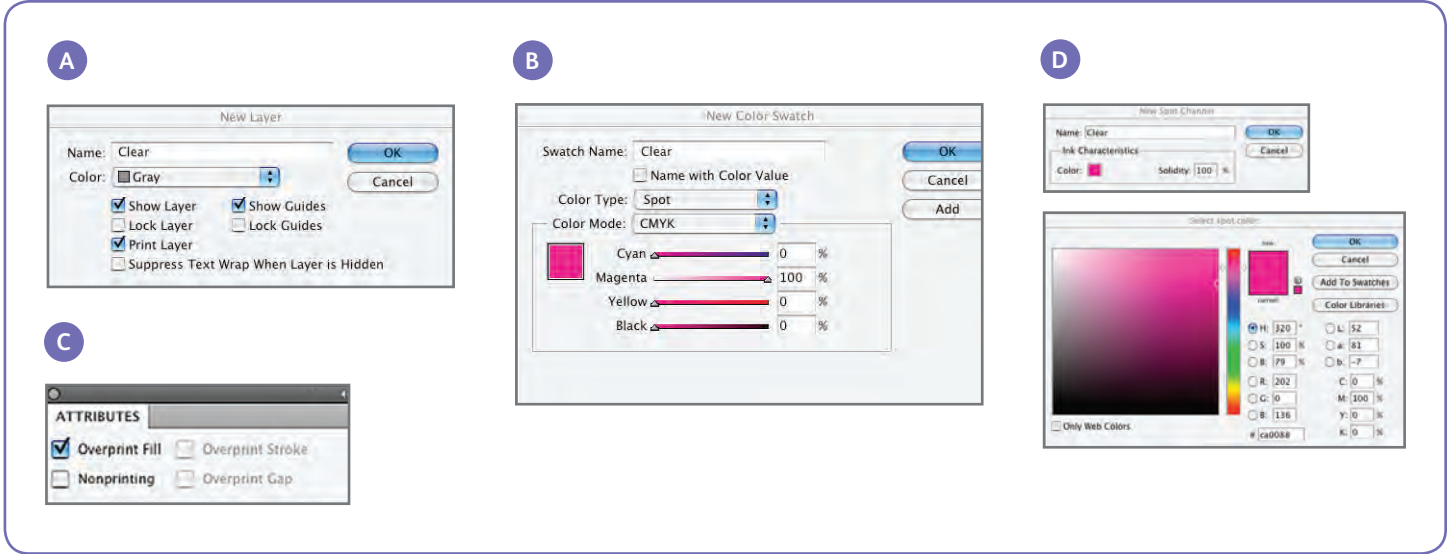 A
New Layer
Name: Clear
OK
Color: Gray
Cancel
Show Layer Show Guides
Lock Layer Lock Guides
Print Layer
Suppress Text Wrap When Layer is Hidden
B
New Color Swatch
Swatch Name: Clear
OK
Name with Color Value
Cancel
Color Type: Spot
Add
Color Mode: CMYK
Cyan 0 %
Magenta 100 %
Yellow 0 %
Black 0 %
C
ATTRIBUTES
Overprint Fill Overprint Stroke
Nonprinting Overprint Gap
D
New Spot Channel
Name: Clear
OK
Ink Characteristics
Cancel
Color: Solidity: 100 %
Select spot color:
new
OK
Cancel
Add To Swatches
current
Color Libraries
H: 320 ° L: 52
S: 100 % a: 81
B: 79 % b: -7
R: 202 C: 0 %
G: 0 M: 100 %
B: 136 Y: 0 %
Only Web Colors
# ca0088 K: 0 %